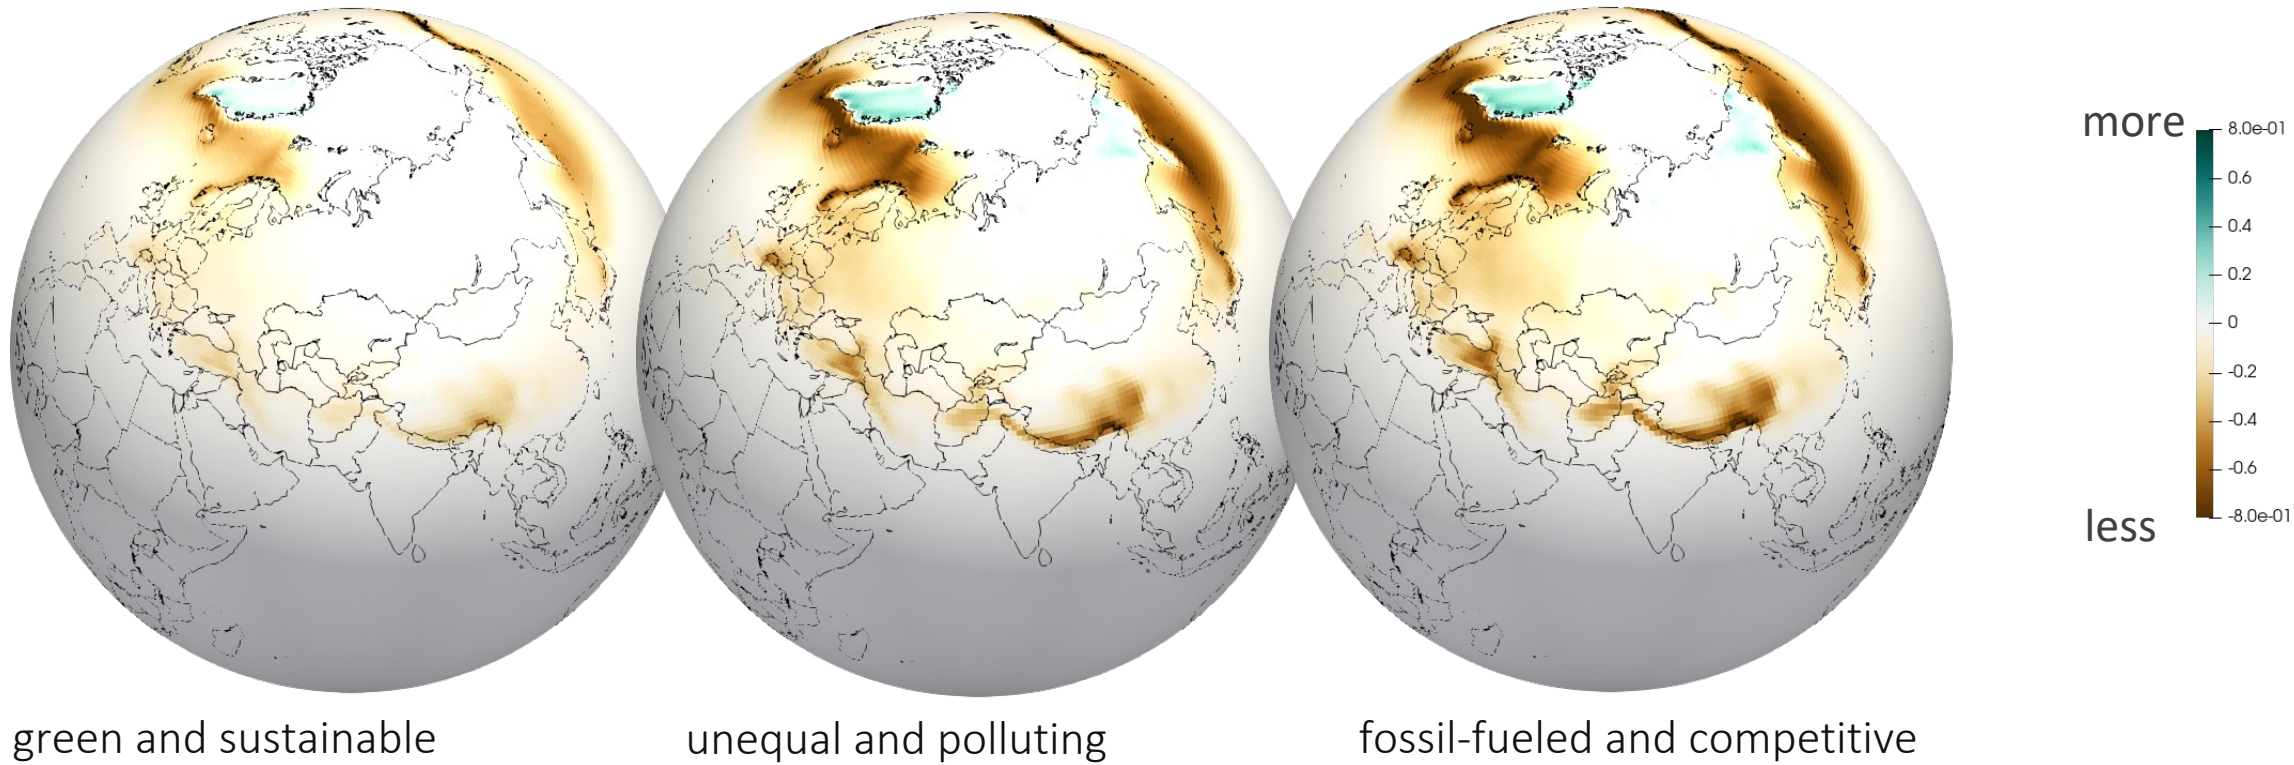 more
8.0e-01
0.6
0.4
0.2
0
-0.2
-0.4
-0.6
-8.0e-01
less
green and sustainable
unequal and polluting
fossil-fueled and competitive